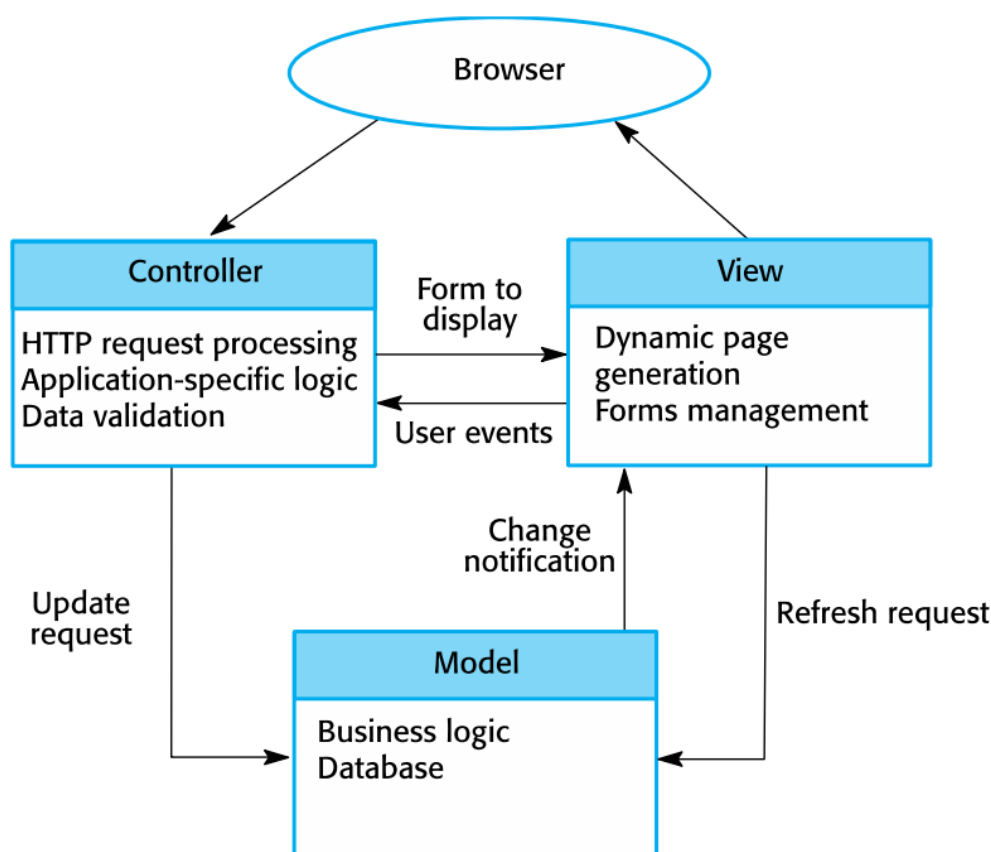 Browser
Controller
HTTP request processing
Application-specific logic
Data validation
Form to
display
User events
View
Dynamic page
generation
Forms management
Update
request
Change
notification
Refresh request
Model
Business logic
Database